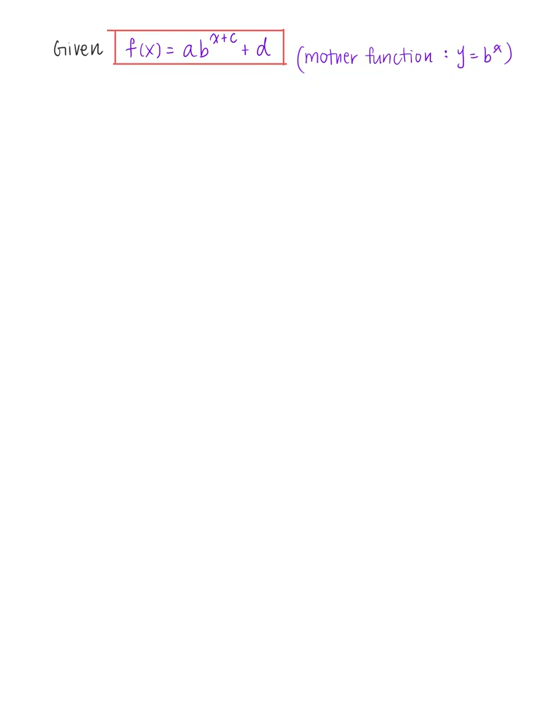 Given f(x) = ab^{x+c} + d (mother function : y = b^x)